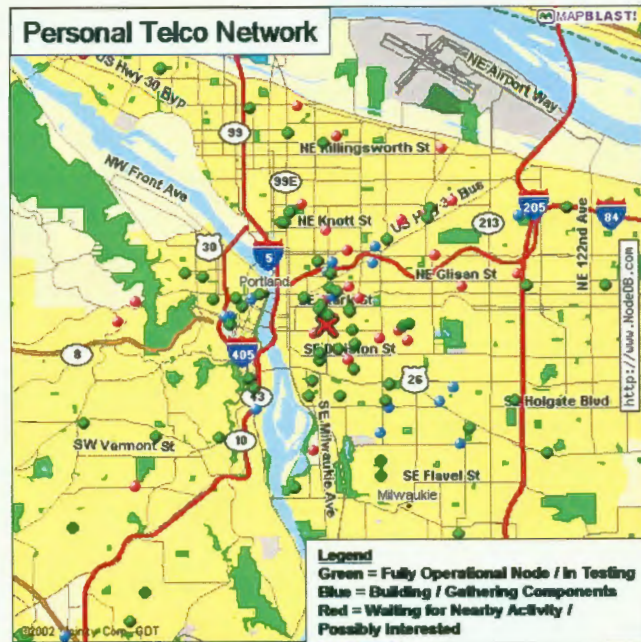 MAPBLAST!
Personal Telco Network
US Hwy 30 Byp
NE Airport Way
99
NE Killingsworth St
NW Front Ave
99E
US Hwy 30 Bus
NE Knott St
205
213
84
30
5
NE 122nd Ave
Portland
NE Glisan St
SE Division St
8
405
26
http://www.NodeDB.com
43
SE Holgate Blvd
10
SW Vermont St
SE Milwaukie Ave
SE Flavel St
Milwaukie
Legend
Green = Fully Operational Node / in Testing
Blue = Building / Gathering Components
Red = Waiting for Nearby Activity /
Possibly Interested
©2002
Com, GDT